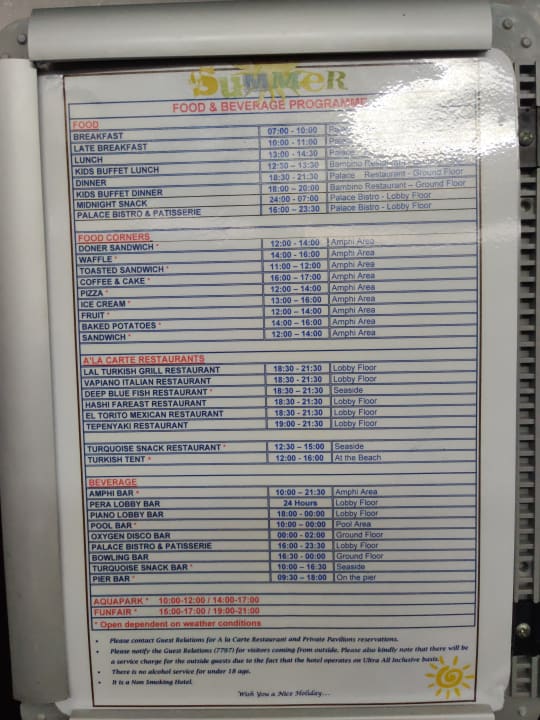 SUMMER
FOOD & BEVERAGE PROGRAMME
FOOD
BREAKFAST 07:00 - 10:00
LATE BREAKFAST 10:00 - 11:00
LUNCH 13:00 - 14:30
KIDS BUFFET LUNCH 12:30 – 13:30 Bambino
DINNER 18:30 - 21:30 Palace Restaurant - Ground Floor
KIDS BUFFET DINNER 18:00 – 20:00 Bambino Restaurant – Ground Floor
MIDNIGHT SNACK 24:00 - 07:00 Palace Bistro - Lobby Floor
PALACE BISTRO & PATISSERIE 16:00 – 23:30 Palace Bistro - Lobby Floor
FOOD CORNERS
DONER SANDWICH * 12:00 - 14:00 Amphi Area
WAFFLE * 14:00 - 16:00 Amphi Area
TOASTED SANDWICH * 11:00 – 12:00 Amphi Area
COFFEE & CAKE * 16:00 – 17:00 Amphi Area
PIZZA * 12:00 – 14:00 Amphi Area
ICE CREAM * 13:00 – 16:00 Amphi Area
FRUIT * 12:00 – 14:00 Amphi Area
BAKED POTATOES * 14:00 – 16:00 Amphi Area
SANDWICH * 12:00 – 14:00 Amphi Area
A'LA CARTE RESTAURANTS
LAL TURKISH GRILL RESTAURANT 18:30 - 21:30 Lobby Floor
VAPIANO ITALIAN RESTAURANT 18:30 - 21:30 Lobby Floor
DEEP BLUE FISH RESTAURANT * 18:30 – 21:30 Seaside
HASHI FAREAST RESTAURANT 18:30 - 21:30 Lobby Floor
EL TORITO MEXICAN RESTAURANT 18:30 - 21:30 Lobby Floor
TEPENYAKI RESTAURANT 19:00 - 21:30 Lobby Floor
TURQUOISE SNACK RESTAURANT * 12:30 – 15:00 Seaside
TURKISH TENT * 12:00 - 16:00 At the Beach
BEVERAGE
AMPHI BAR * 10:00 – 21:30 Amphi Area
PERA LOBBY BAR 24 Hours Lobby Floor
PIANO LOBBY BAR 18:00 - 00:00 Lobby Floor
POOL BAR * 10:00 – 00:00 Pool Area
OXYGEN DISCO BAR 00:00 - 02:00 Ground Floor
PALACE BISTRO & PATISSERIE 16:00 - 23:30 Lobby Floor
BOWLING BAR 16:30 - 00:00 Ground Floor
TURQUOISE SNACK BAR * 10:00 – 16:30 Seaside
PIER BAR * 09:30 – 18:00 On the pier
AQUAPARK * 10:00-12:00 / 14:00-17:00
FUNFAIR * 15:00-17:00 / 19:00-21:00
* Open dependent on weather conditions
• Please contact Guest Relations for A la Carte Restaurant and Private Pavilions reservations.
• Please notify the Guest Relations (7787) for visitors coming from outside. Please also kindly note that there will be
a service charge for the outside guests due to the fact that the hotel operates on Ultra All Inclusive basis.
• There is no alcohol service for under 18 age.
• It is a Non Smoking Hotel.
Wish You a Nice Holiday…